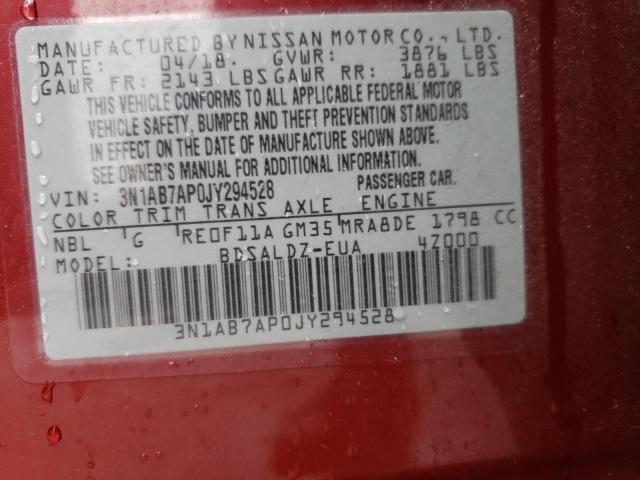 MANUFACTURED BY NISSAN MOTOR CO., LTD.
DATE: 04/18. GVWR: 3876 LBS
GAWR FR: 2143 LBS GAWR RR: 1881 LBS
THIS VEHICLE CONFORMS TO ALL APPLICABLE FEDERAL MOTOR
VEHICLE SAFETY, BUMPER AND THEFT PREVENTION STANDARDS
IN EFFECT ON THE DATE OF MANUFACTURE SHOWN ABOVE.
SEE OWNER'S MANUAL FOR ADDITIONAL INFORMATION.
VIN: 3N1AB7AP0JY294528 PASSENGER CAR.
COLOR TRIM TRANS AXLE ENGINE
NBL G RE0F11A GM35 MRA8DE 1798 CC
MODEL: BDSALDZ-EUA 4Z000
3N1AB7AP0JY294528